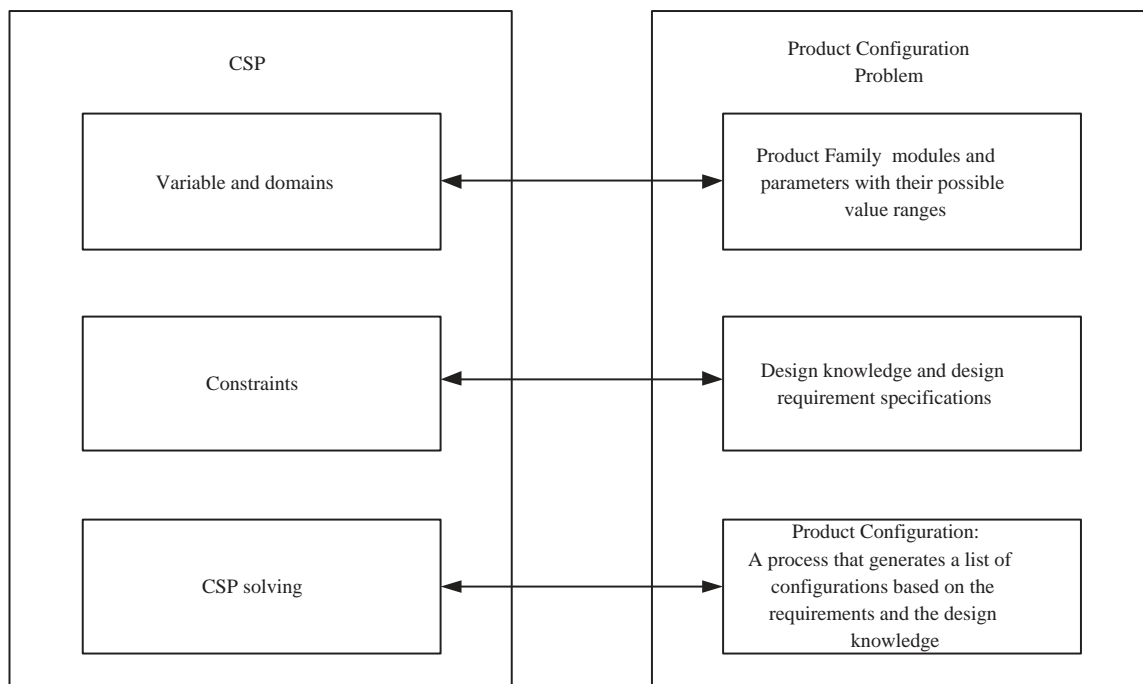 CSP
Variable and domains
Constraints
CSP solving
Product Configuration
Problem
Product Family modules and
parameters with their possible
value ranges
Design knowledge and design
requirement specifications
Product Configuration:
A process that generates a list of
configurations based on the
requirements and the design
knowledge